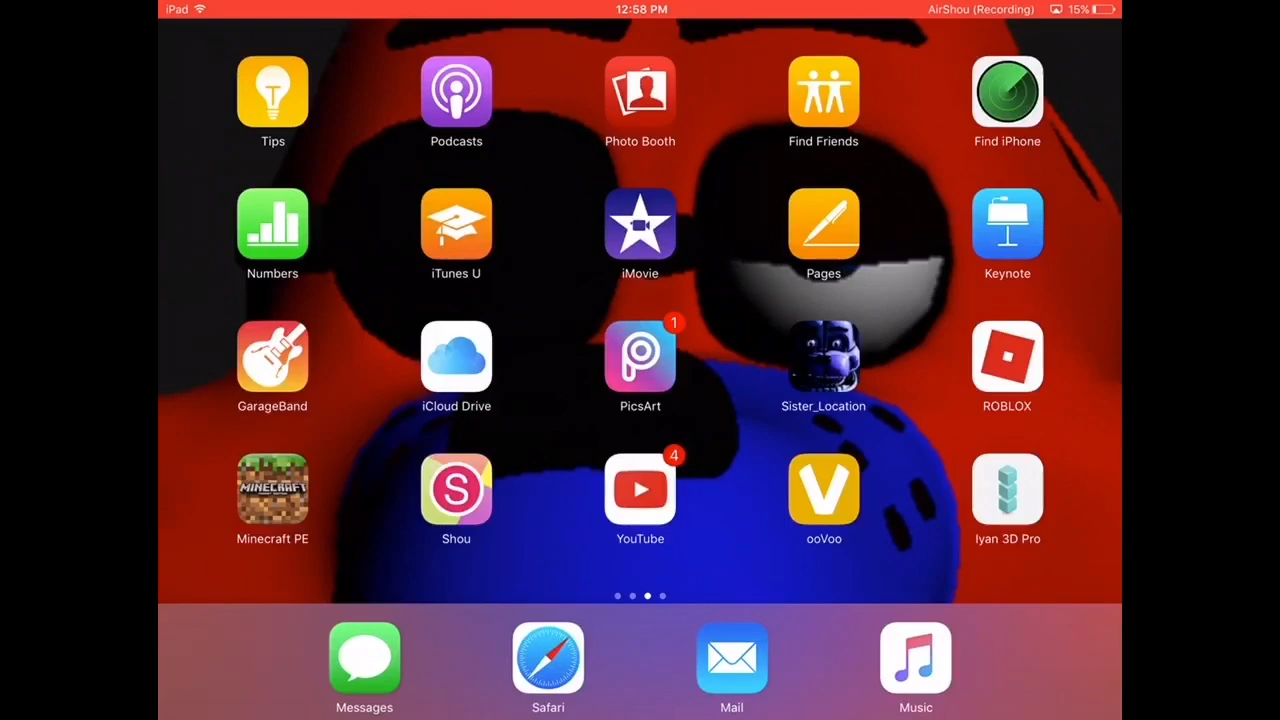 iPad 12:58 PM AirShou (Recording) 15%
Tips Podcasts Photo Booth Find Friends Find iPhone
Numbers iTunes U iMovie Pages Keynote
1
GarageBand iCloud Drive PicsArt Sister_Location ROBLOX
4
MINECRAFT
S
Minecraft PE Shou YouTube ooVoo Iyan 3D Pro
Messages Safari Mail Music